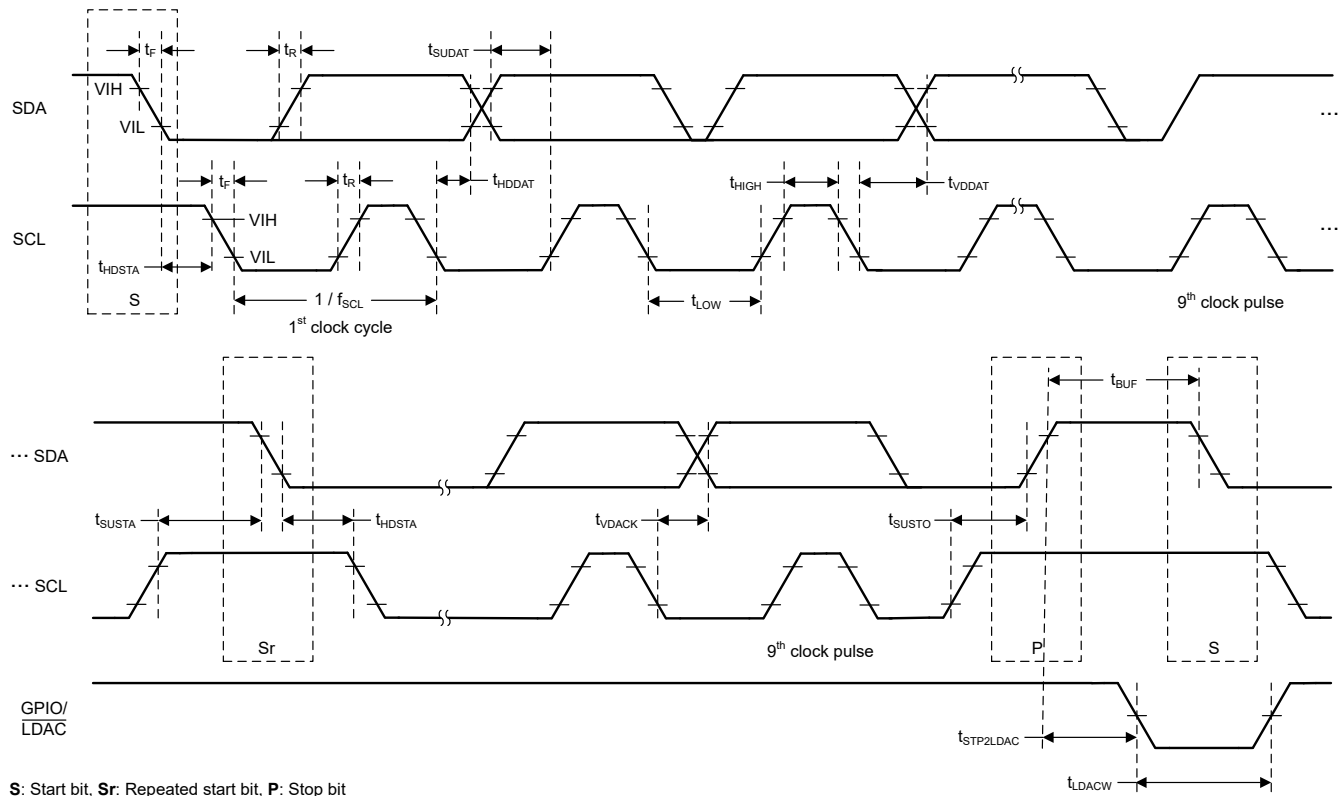 tF
tR
tSUDAT
VIH
SDA
VIL
...
tF
tR
tHDDAT
tHIGH
tVDDAT
VIH
SCL
...
VIL
tHDSTA
S
1 / fSCL
tLOW
9th clock pulse
1st clock cycle
tBUF
... SDA
tSUSTA
tHDSTA
tVDACK
tSUSTO
... SCL
Sr
9th clock pulse
P
S
GPIO/
LDAC
tSTP2LDAC
tLDACW
S: Start bit, Sr: Repeated start bit, P: Stop bit